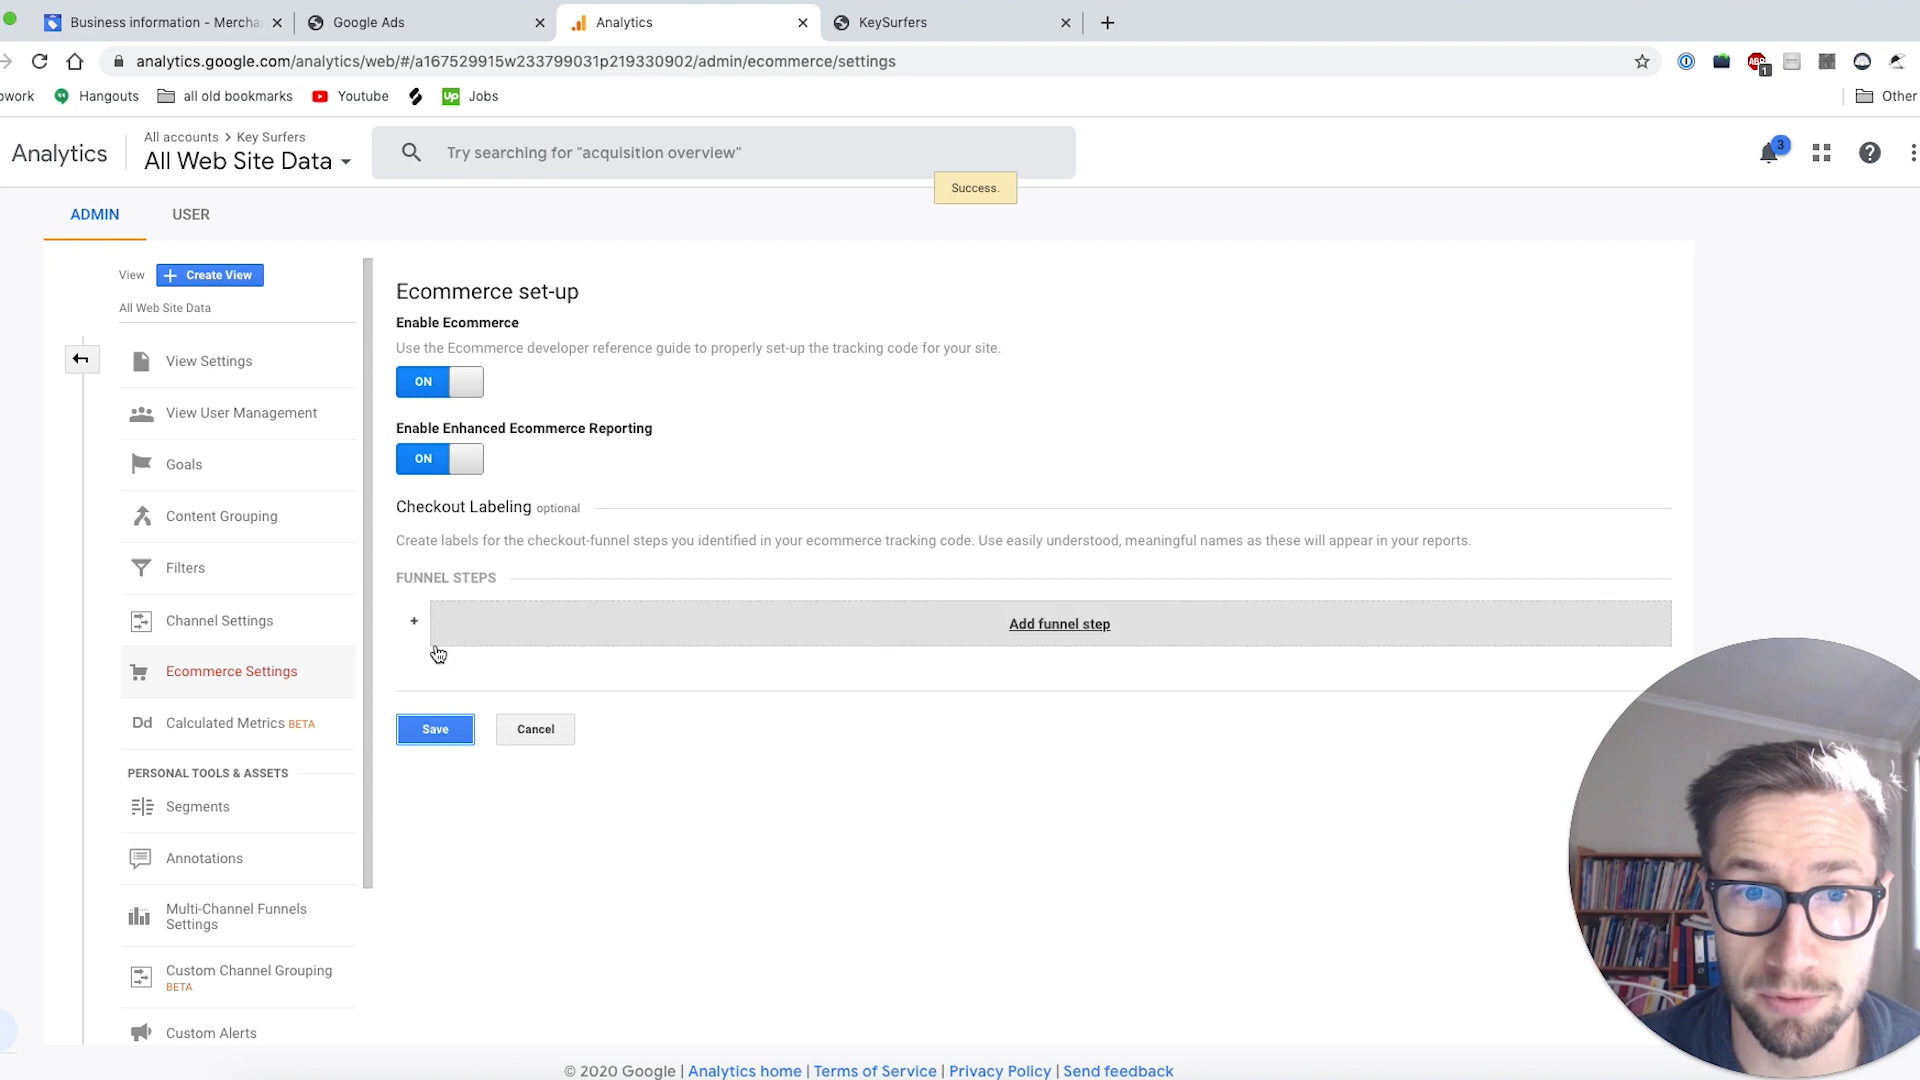 Business information - Mercha
Google Ads
Analytics
KeySurfers
analytics.google.com/analytics/web/#/a167529915w233799031p219330902/admin/ecommerce/settings
ABP
1
pwork
Hangouts
all old bookmarks
Youtube
up
Jobs
Other
Analytics
All accounts > Key Surfers
All Web Site Data
Try searching for "acquisition overview"
3
Success.
ADMIN
USER
View
+ Create View
All Web Site Data
View Settings
View User Management
Goals
Content Grouping
Filters
Channel Settings
Ecommerce Settings
Dd Calculated Metrics BETA
PERSONAL TOOLS & ASSETS
Segments
Annotations
Multi-Channel Funnels
Settings
Custom Channel Grouping
BETA
Custom Alerts
Ecommerce set-up
Enable Ecommerce
Use the Ecommerce developer reference guide to properly set-up the tracking code for your site.
ON
Enable Enhanced Ecommerce Reporting
ON
Checkout Labeling optional
Create labels for the checkout-funnel steps you identified in your ecommerce tracking code. Use easily understood, meaningful names as these will appear in your reports.
FUNNEL STEPS
+ Add funnel step
Save
Cancel
© 2020 Google | Analytics home | Terms of Service | Privacy Policy | Send feedback